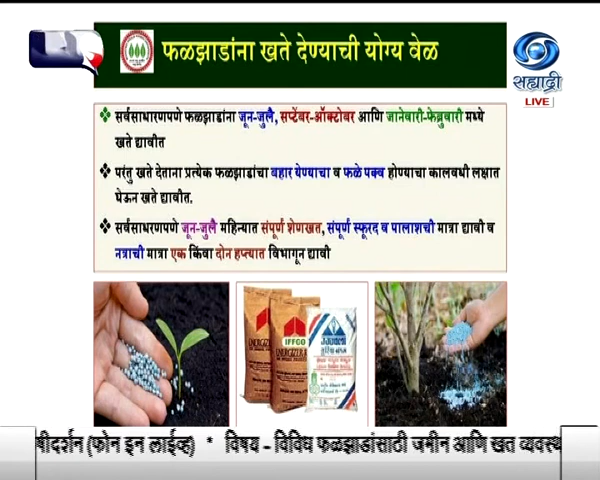 फळझाडांना खते देण्याची योग्य वेळ
सह्याद्री
LIVE
सर्वसाधारणपणे फळझाडांना जून-जुलै, सप्टेंबर-ऑक्टोबर आणि जानेवारी-फेब्रुवारी मध्ये
खते द्यावीत
परंतु खते देताना प्रत्येक फळझाडांचा बहार येण्याचा व फळे पक्व होण्याचा कालवधी लक्षात
घेऊन खते द्यावीत.
सर्वसाधरणपणे जून-जुलै महिन्यात संपूर्ण शेणखत, संपूर्ण स्फूरद व पालाशची मात्रा द्यावी व
नत्राची मात्रा एक किंवा दोन हप्त्यात विभागून द्यावी
IFFCO
षीदर्शन (फोन इन लाईव्ह) * विषय - विविध फळझाडांसाठी जमीन आणि खत व्यवस्थ